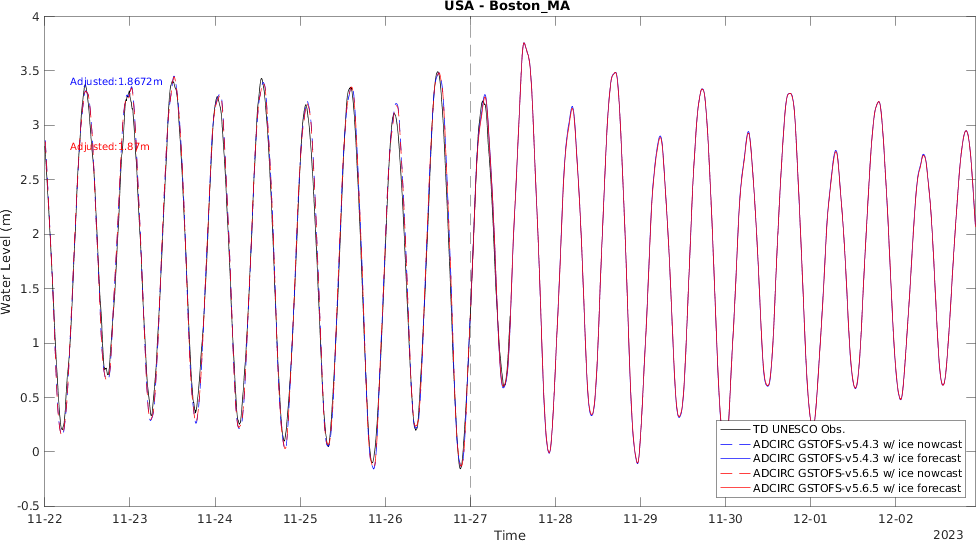 USA - Boston_MA
4
3.5
3
2.5
2
1.5
1
0.5
0
-0.5
Water Level (m)
Adjusted:1.8672m
Adjusted:1.87m
TD UNESCO Obs.
ADCIRC GSTOFS-v5.4.3 w/ ice nowcast
ADCIRC GSTOFS-v5.4.3 w/ ice forecast
ADCIRC GSTOFS-v5.6.5 w/ ice nowcast
ADCIRC GSTOFS-v5.6.5 w/ ice forecast
11-22 11-23 11-24 11-25 11-26 11-27 11-28 11-29 11-30 12-01 12-02
Time
2023